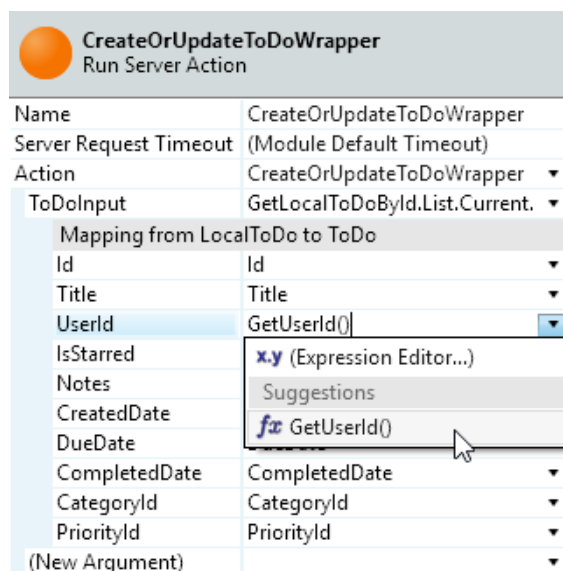 CreateOrUpdateToDoWrapper
Run Server Action
Name CreateOrUpdateToDoWrapper
Server Request Timeout (Module Default Timeout)
Action CreateOrUpdateToDoWrapper
ToDoInput GetLocalToDoById.List.Current.
Mapping from LocalToDo to ToDo
Id Id
Title Title
UserId GetUserId()
IsStarred x.y (Expression Editor...)
Notes Suggestions
CreatedDate fx GetUserId()
DueDate
CompletedDate CompletedDate
CategoryId CategoryId
PriorityId PriorityId
(New Argument)